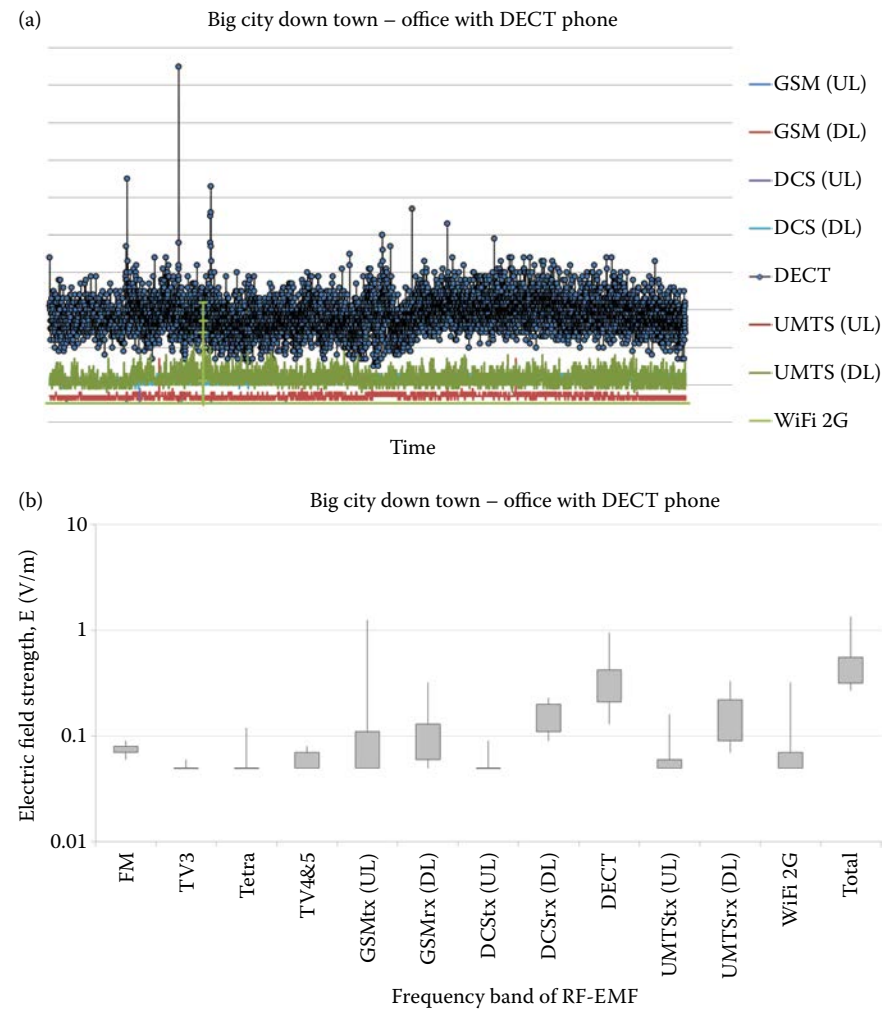 (a)
Big city down town – office with DECT phone
GSM (UL)
GSM (DL)
DCS (UL)
DCS (DL)
DECT
UMTS (UL)
UMTS (DL)
WiFi 2G
Time
(b)
Big city down town – office with DECT phone
Electric field strength, E (V/m)
10
1
0.1
0.01
FM
TV3
Tetra
TV4&5
GSMtx (UL)
GSMrx (DL)
DCStx (UL)
DCSrx (DL)
DECT
UMTStx (UL)
UMTSrx (DL)
WiFi 2G
Total
Frequency band of RF-EMF